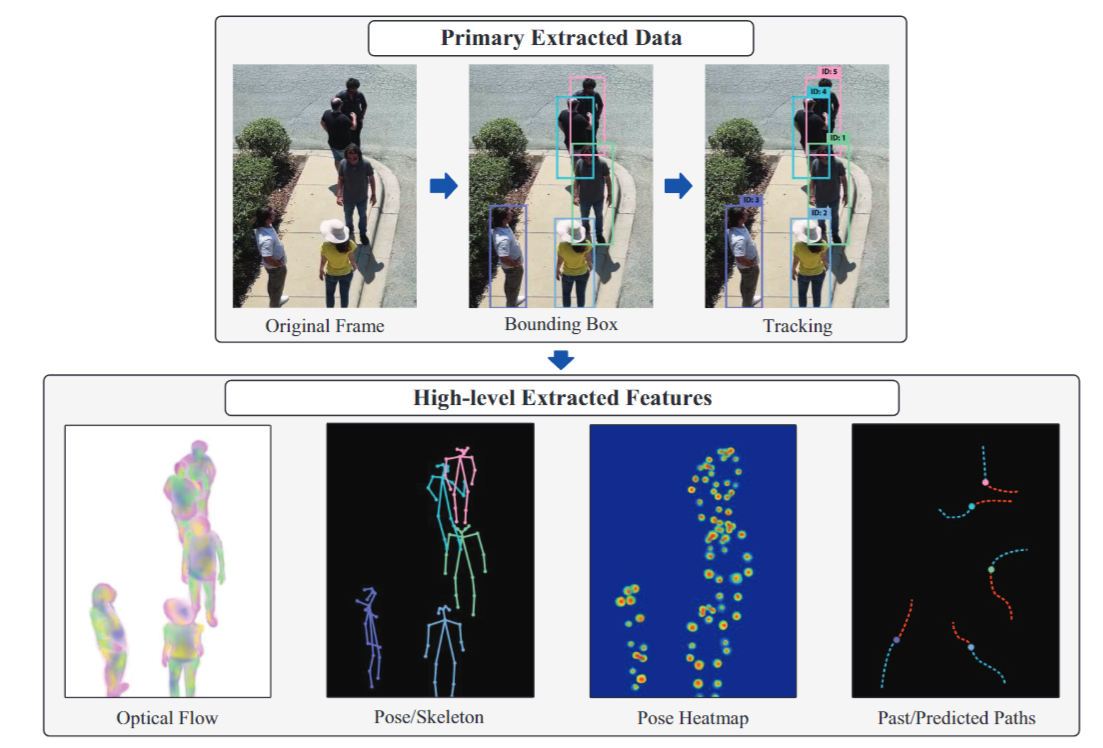 Primary Extracted Data
ID: 5
ID: 4
ID: 1
ID: 3
ID: 2
Original Frame
Bounding Box
Tracking
High-level Extracted Features
Optical Flow
Pose/Skeleton
Pose Heatmap
Past/Predicted Paths